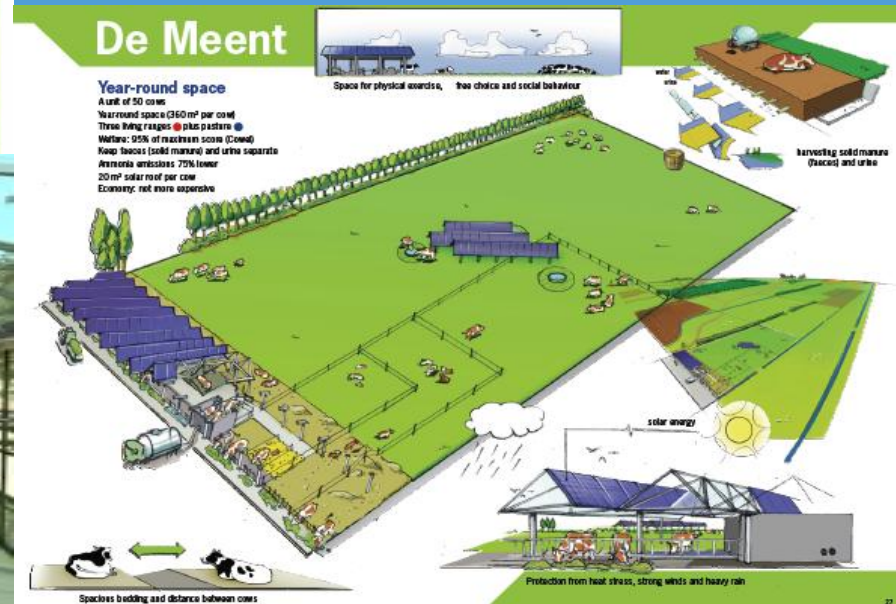 De Meent
Year-round space
A unit of 50 cows
Year-round space (360 m² per cow)
Three living ranges plus pasture
Welfare: 95% of maximum score (Cowel)
Keep faeces (solid manure) and urine separate
Ammonia emissions 75% lower
20 m² solar roof per cow
Economy: not more expensive
Space for physical exercise, free choice and social behaviour
water
urine
harvesting solid manure
(faeces) and urine
solar energy
Protection from heat stress, strong winds and heavy rain
Spacious bedding and distance between cows